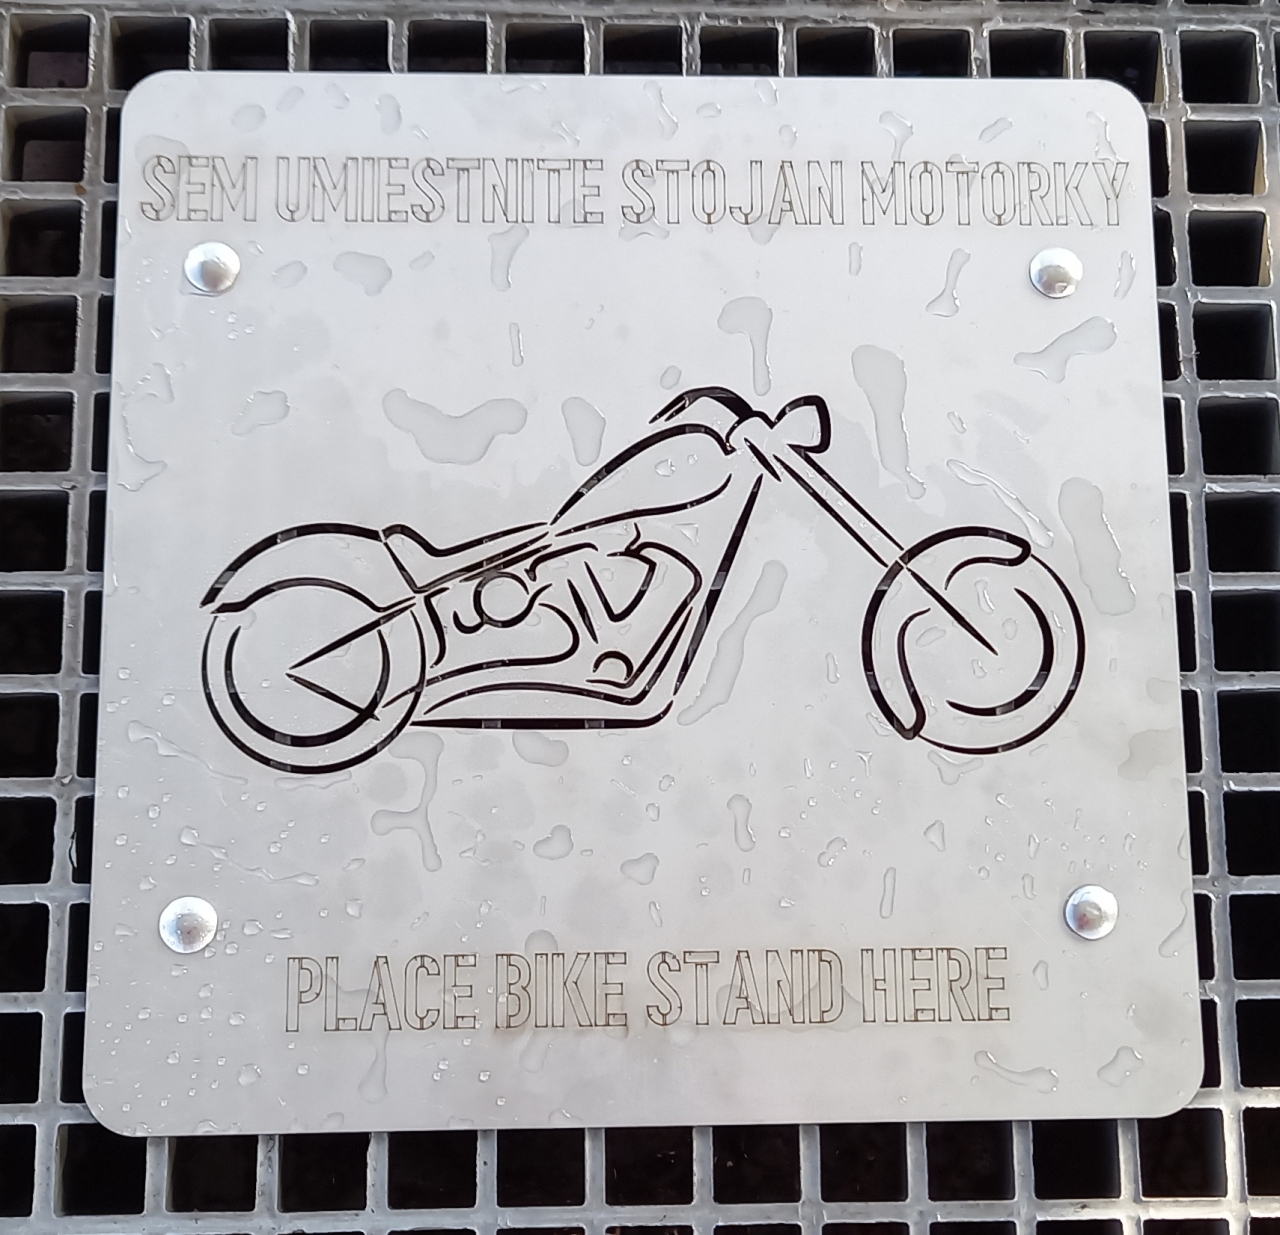 SEM UMIESTNITE STOJAN MOTORKY
PLACE BIKE STAND HERE